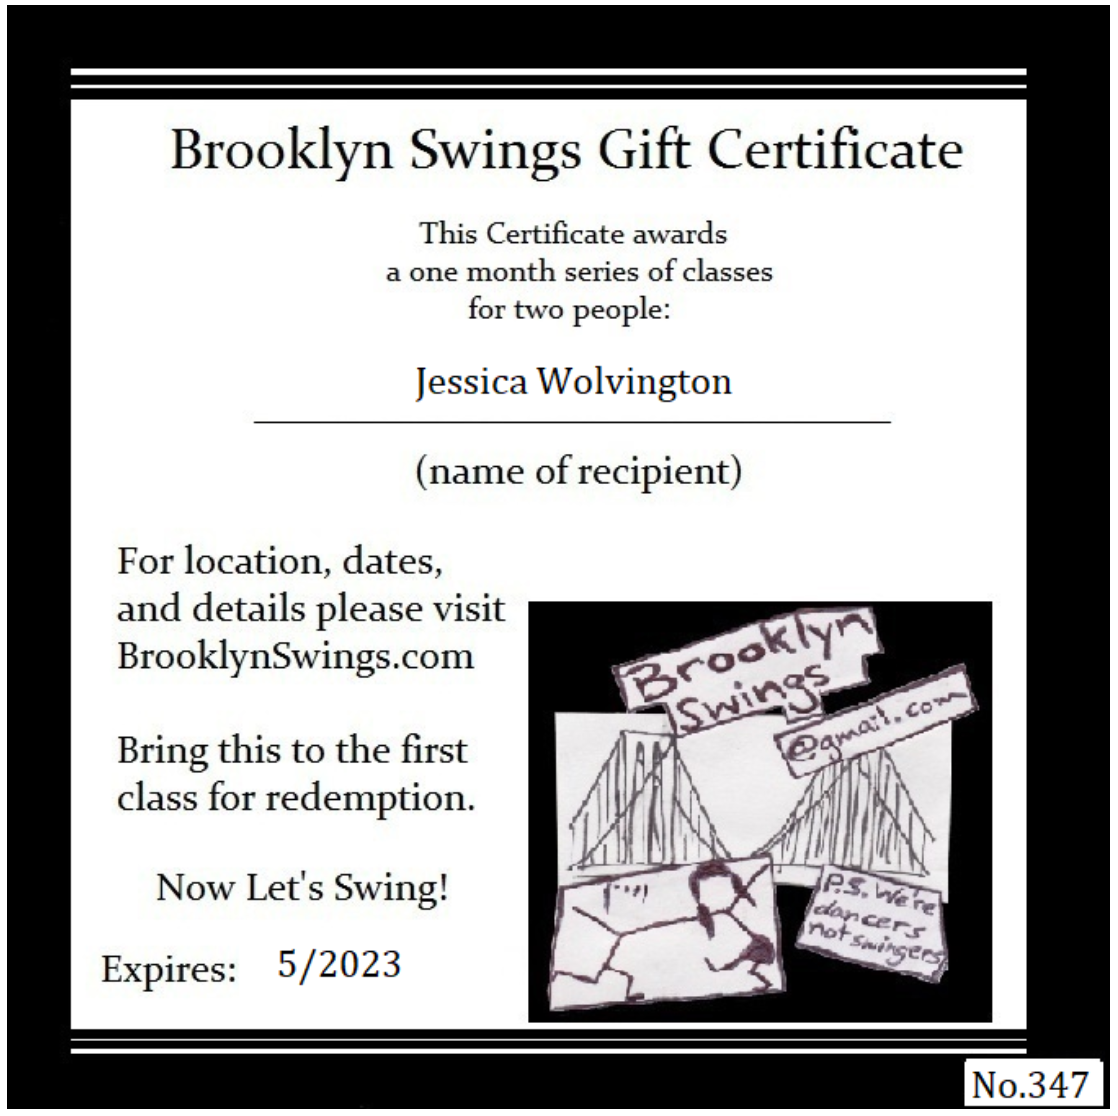 Brooklyn Swings Gift Certificate
This Certificate awards
a one month series of classes
for two people:
Jessica Wolvington
(name of recipient)
For location, dates,
and details please visit
BrooklynSwings.com
Bring this to the first
class for redemption.
Now Let's Swing!
Expires: 5/2023
Brooklyn
Swings
@gmail.com
P.S. We're
dancers
not swingers
No.347